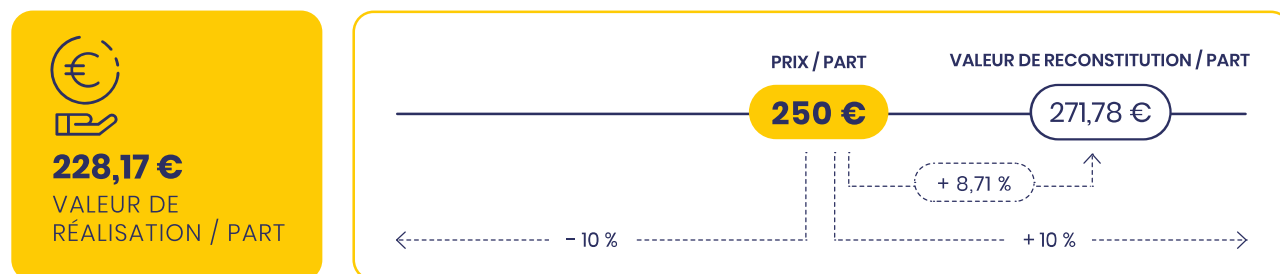 228,17 €
VALEUR DE
RÉALISATION / PART
PRIX / PART
VALEUR DE RECONSTITUTION / PART
250 €
271,78 €
+ 8,71 %
– 10 %
+ 10 %